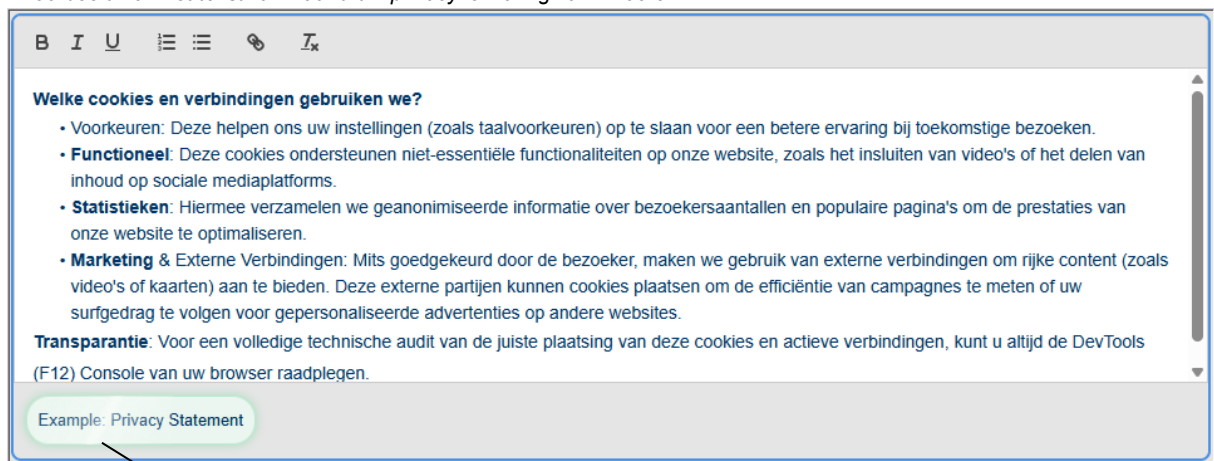 B I U
Welke cookies en verbindingen gebruiken we?
• Voorkeuren: Deze helpen ons uw instellingen (zoals taalvoorkeuren) op te slaan voor een betere ervaring bij toekomstige bezoeken.
• Functioneel: Deze cookies ondersteunen niet-essentiële functionaliteiten op onze website, zoals het insluiten van video's of het delen van
inhoud op sociale mediaplatforms.
• Statistieken: Hiermee verzamelen we geanonimiseerde informatie over bezoekersaantallen en populaire pagina's om de prestaties van
onze website te optimaliseren.
• Marketing & Externe Verbindingen: Mits goedgekeurd door de bezoeker, maken we gebruik van externe verbindingen om rijke content (zoals
video's of kaarten) aan te bieden. Deze externe partijen kunnen cookies plaatsen om de efficiëntie van campagnes te meten of uw
surfgedrag te volgen voor gepersonaliseerde advertenties op andere websites.
Transparantie: Voor een volledige technische audit van de juiste plaatsing van deze cookies en actieve verbindingen, kunt u altijd de DevTools
(F12) Console van uw browser raadplegen.
Example: Privacy Statement